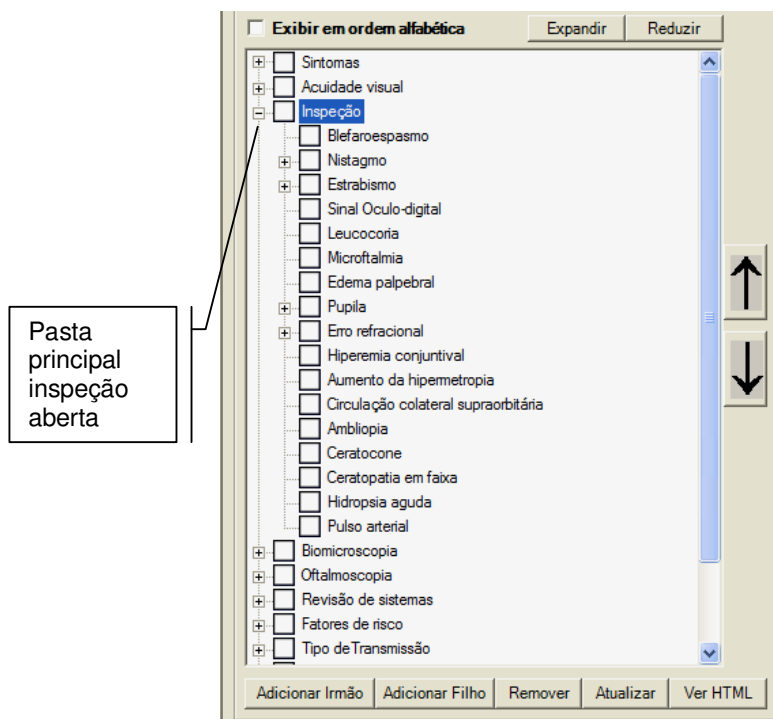 Exibir em ordem alfabética
Expandir
Reduzir
Sintomas
Acuidade visual
Inspeção
Blefaroespasmo
Nistagmo
Estrabismo
Sinal Oculo-digital
Leucocoria
Microftalmia
Edema palpebral
Pupila
Erro refracional
Hiperemia conjuntival
Aumento da hipermetropia
Circulação colateral supraorbitária
Ambliopia
Ceratocone
Ceratopatia em faixa
Hidropsia aguda
Pulso arterial
Biomicroscopia
Oftalmoscopia
Revisão de sistemas
Fatores de risco
Tipo de Transmissão
Pasta
principal
inspeção
aberta
Adicionar Irmão
Adicionar Filho
Remover
Atualizar
Ver HTML